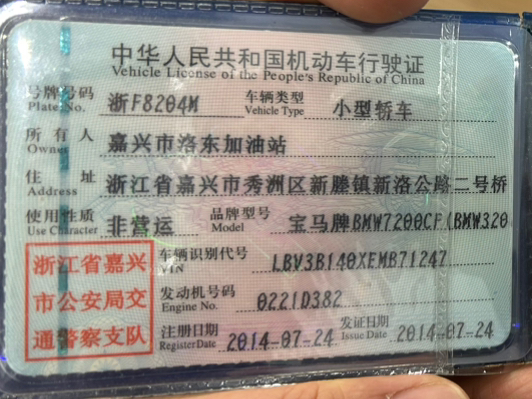 中华人民共和国机动车行驶证
Vehicle License of the People's Republic of China
号牌号码 Plate No. 浙F8204M 车辆类型 Vehicle Type 小型轿车
所有人 Owner 嘉兴市洛东加油站
住址 Address 浙江省嘉兴市秀洲区新塍镇新洛公路二号桥
使用性质 Use Character 非营运 品牌型号 Model 宝马牌BMW7200CF(BMW320
浙江省嘉兴市公安局交通警察支队
车辆识别代号 VIN LBV3B140XEMB71247
发动机号码 Engine No. 0221D382
注册日期 Register Date 2014-07-24 发证日期 Issue Date 2014-07-24